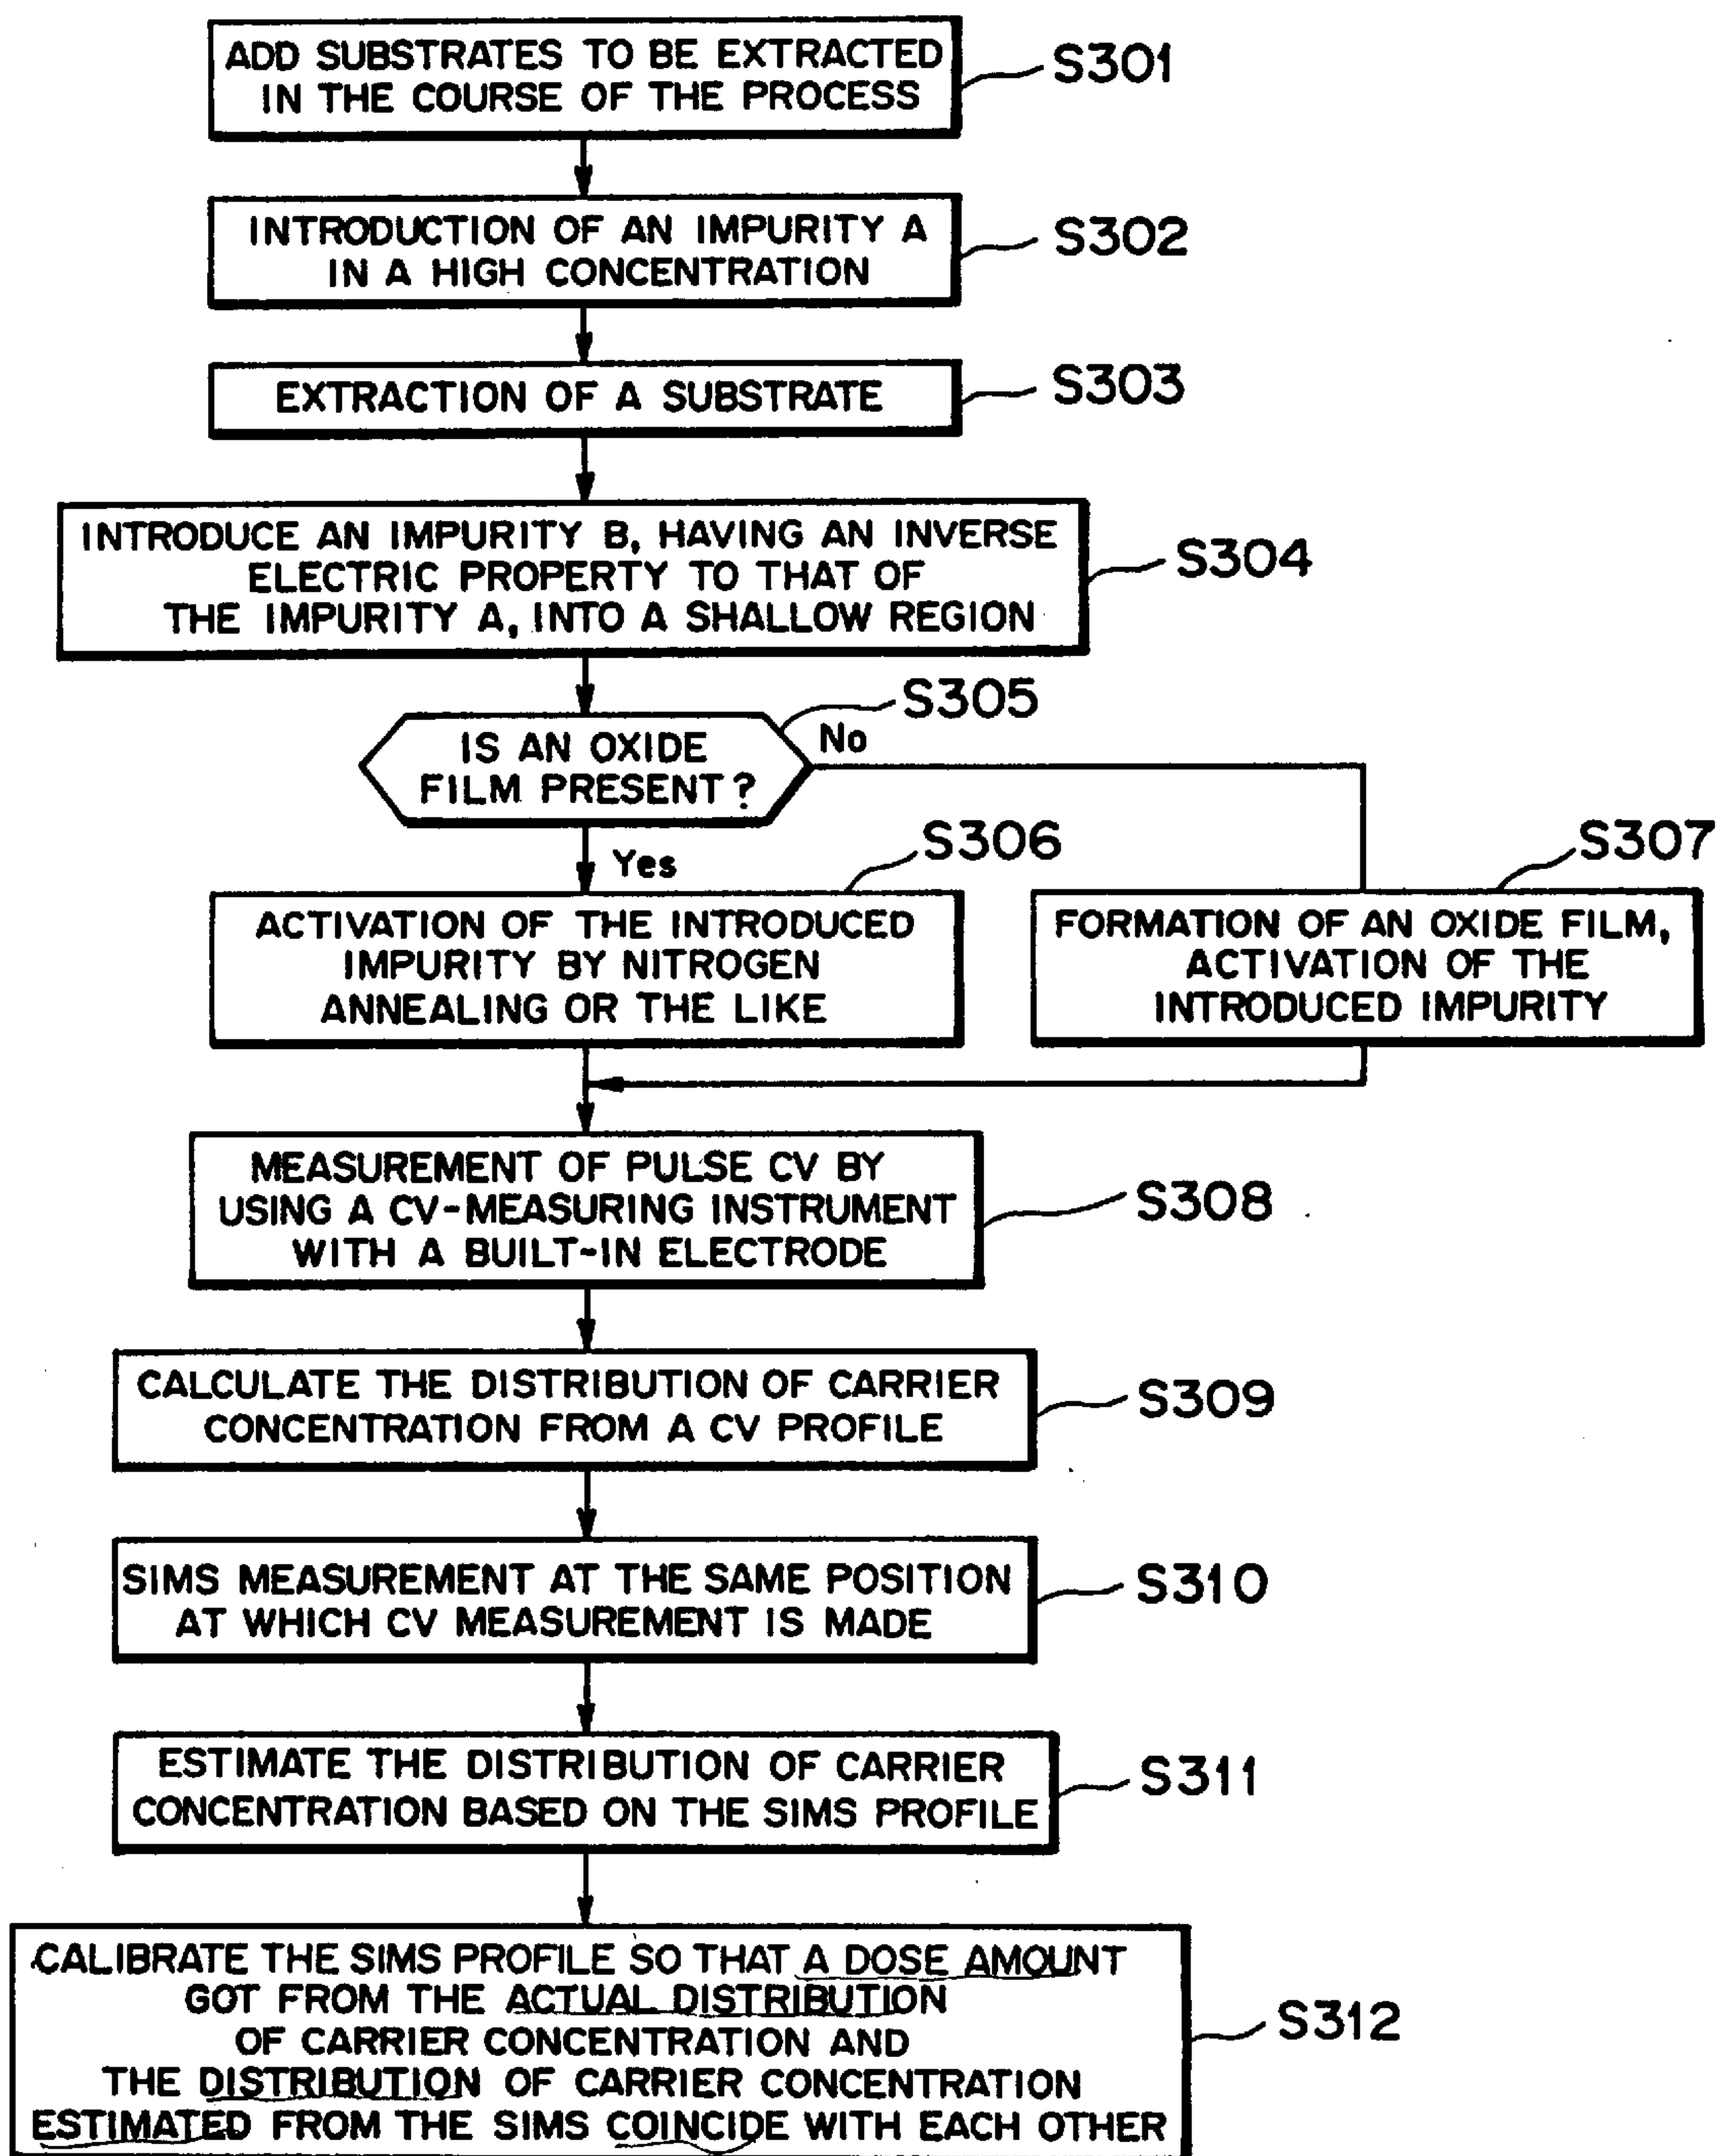 ADD SUBSTRATES TO BE EXTRACTED
IN THE COURSE OF THE PROCESS
S301
INTRODUCTION OF AN IMPURITY A
IN A HIGH CONCENTRATION
S302
EXTRACTION OF A SUBSTRATE
S303
INTRODUCE AN IMPURITY B, HAVING AN INVERSE
ELECTRIC PROPERTY TO THAT OF
THE IMPURITY A, INTO A SHALLOW REGION
S304
S305
IS AN OXIDE
FILM PRESENT?
No
Yes
S306
ACTIVATION OF THE INTRODUCED
IMPURITY BY NITROGEN
ANNEALING OR THE LIKE
S307
FORMATION OF AN OXIDE FILM,
ACTIVATION OF THE
INTRODUCED IMPURITY
MEASUREMENT OF PULSE CV BY
USING A CV-MEASURING INSTRUMENT
WITH A BUILT-IN ELECTRODE
S308
CALCULATE THE DISTRIBUTION OF CARRIER
CONCENTRATION FROM A CV PROFILE
S309
SIMS MEASUREMENT AT THE SAME POSITION
AT WHICH CV MEASUREMENT IS MADE
S310
ESTIMATE THE DISTRIBUTION OF CARRIER
CONCENTRATION BASED ON THE SIMS PROFILE
S311
CALIBRATE THE SIMS PROFILE SO THAT A DOSE AMOUNT
GOT FROM THE ACTUAL DISTRIBUTION
OF CARRIER CONCENTRATION AND
THE DISTRIBUTION OF CARRIER CONCENTRATION
ESTIMATED FROM THE SIMS COINCIDE WITH EACH OTHER
S312